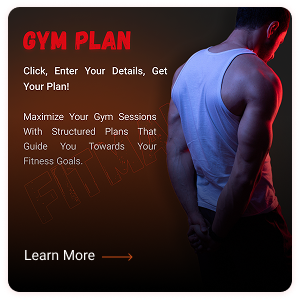 GYM PLAN
Click, Enter Your Details, Get
Your Plan!
Maximize Your Gym Sessions
With Structured Plans That
Guide You Towards Your
Fitness Goals.
Learn More